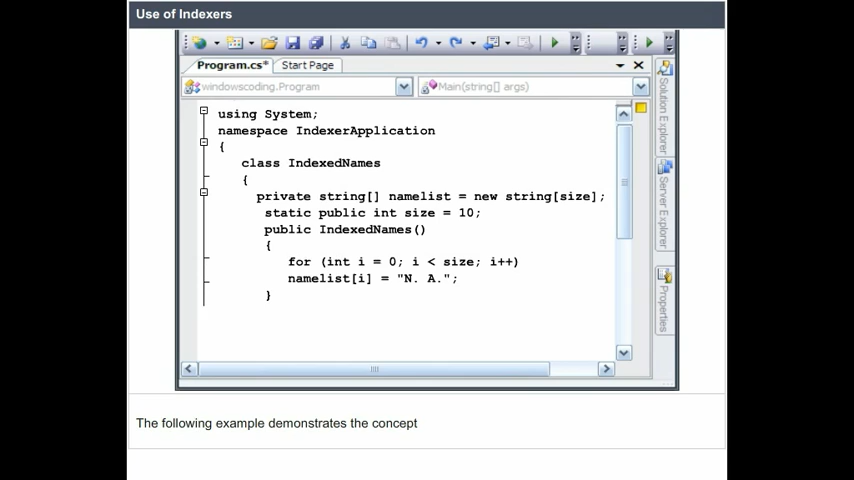 Use of Indexers
Program.cs* Start Page
windowscoding.Program Main(string[] args)
using System;
namespace IndexerApplication
{
class IndexedNames
{
private string[] namelist = new string[size];
static public int size = 10;
public IndexedNames()
{
for (int i = 0; i < size; i++)
namelist[i] = "N. A.";
}
Solution Explorer
Server Explorer
Properties
The following example demonstrates the concept